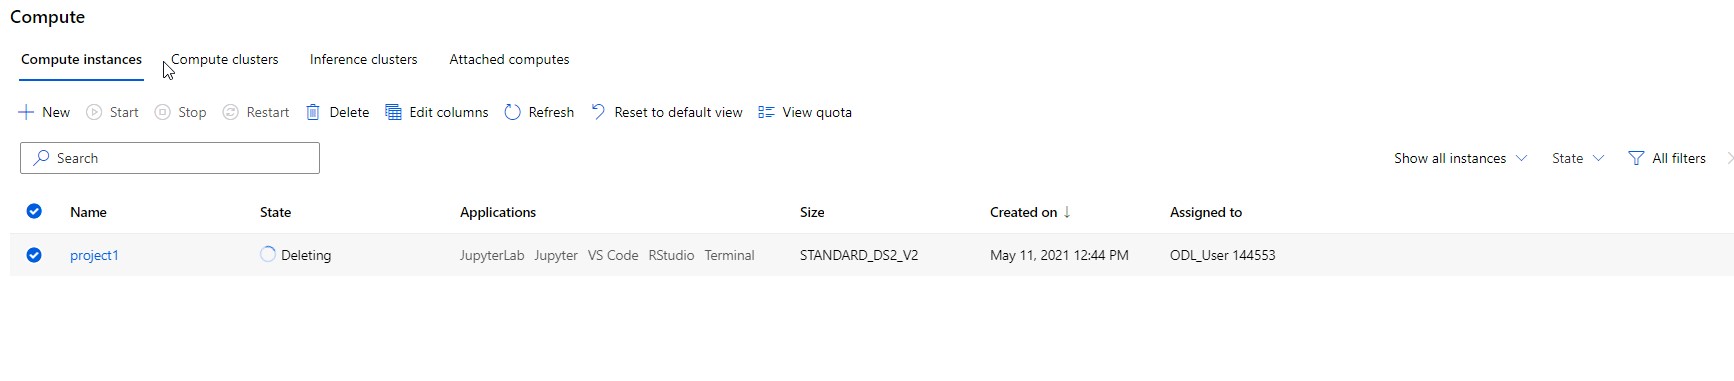 Compute
Compute instances Compute clusters Inference clusters Attached computes
New Start Stop Restart Delete Edit columns Refresh Reset to default view View quota
Search Show all instances State All filters
Name State Applications Size Created on ↓ Assigned to
project1 Deleting JupyterLab Jupyter VS Code RStudio Terminal STANDARD_DS2_V2 May 11, 2021 12:44 PM ODL_User 144553